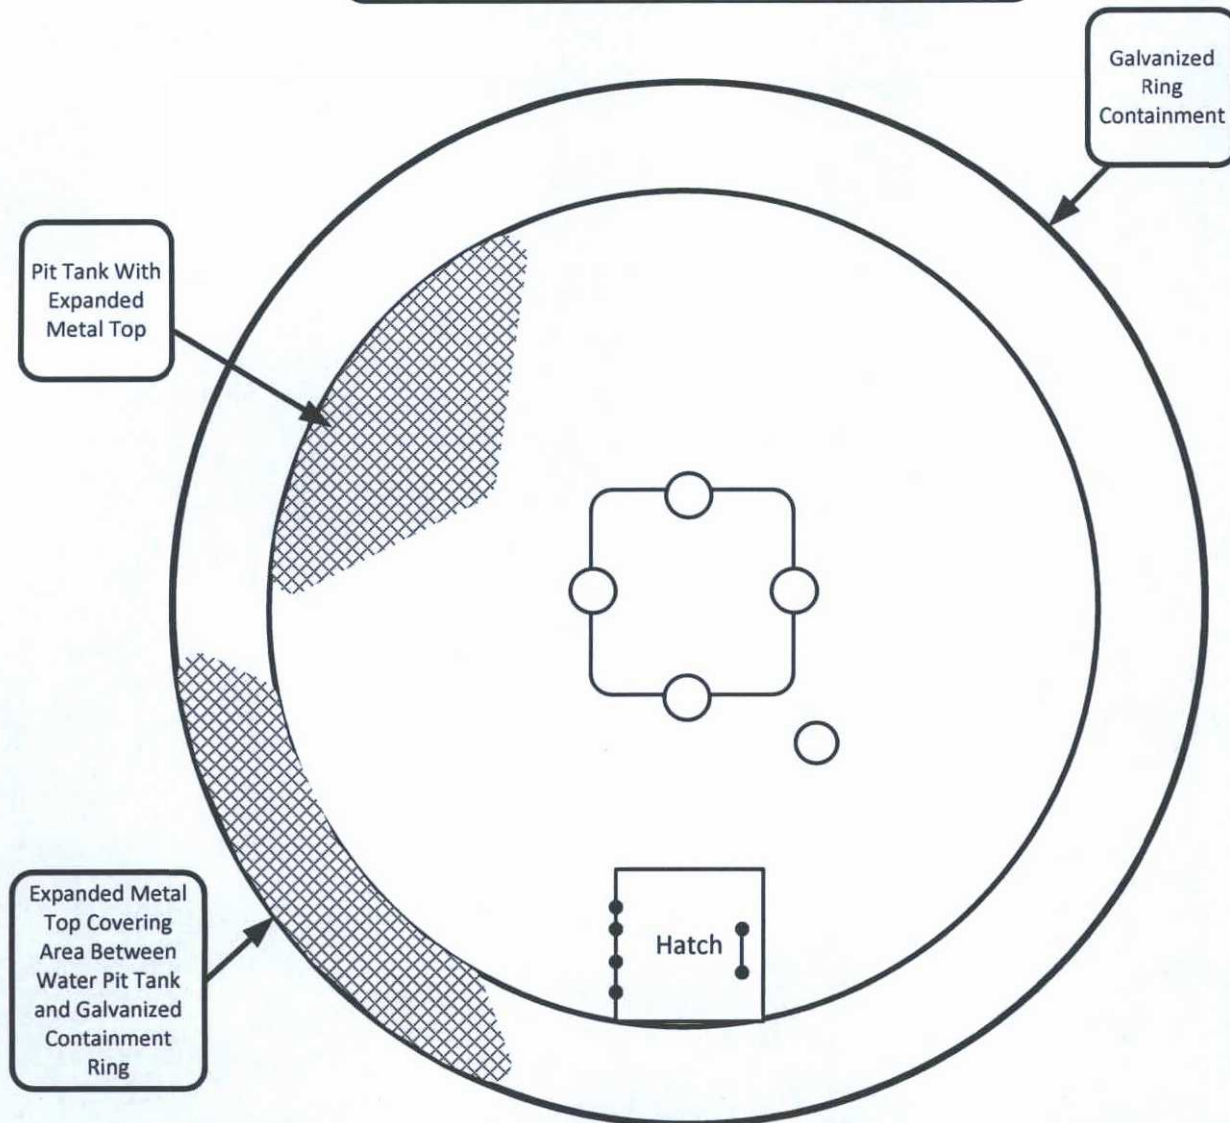 Galvanized
Ring
Containment
Pit Tank With
Expanded
Metal Top
Hatch
Expanded Metal
Top Covering
Area Between
Water Pit Tank
and Galvanized
Containment
Ring